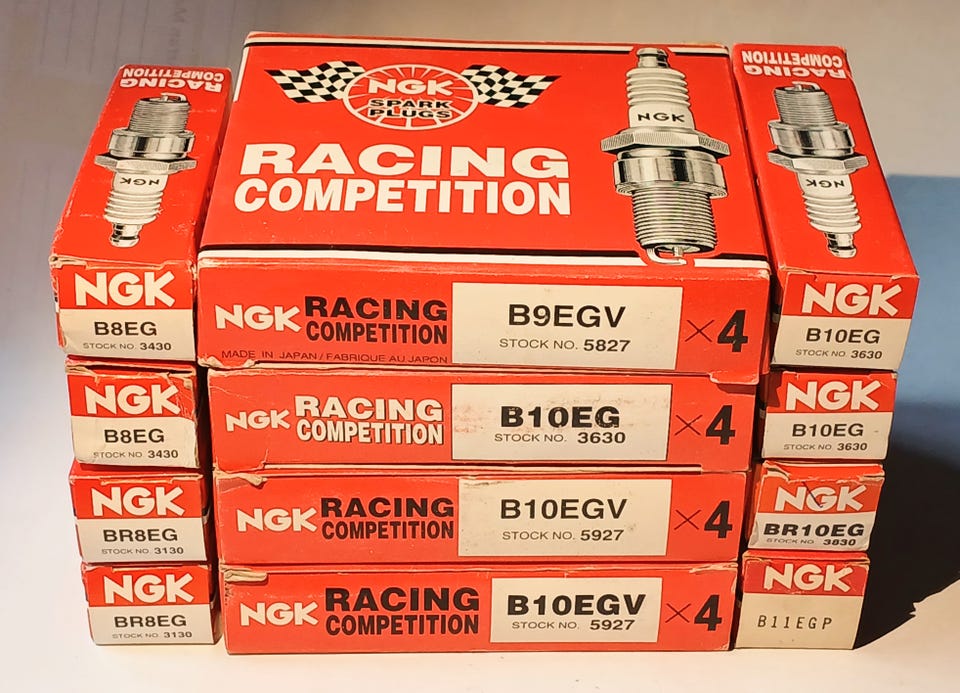 RACING
COMPETITION
NGK
NGK
B8EG
STOCK NO. 3430
NGK
B8EG
STOCK NO. 3430
NGK
BR8EG
STOCK NO. 3130
NGK
BR8EG
STOCK NO. 3130
NGK
SPARK
PLUGS
RACING
COMPETITION
NGK
NGK RACING COMPETITION
MADE IN JAPAN / FABRIQUE AU JAPON
B9EGV
STOCK NO. 5827
×4
NGK RACING COMPETITION
B10EG
STOCK NO. 3630
×4
NGK RACING COMPETITION
B10EGV
STOCK NO. 5927
×4
NGK RACING COMPETITION
B10EGV
STOCK NO. 5927
×4
RACING
COMPETITION
NGK
NGK
B10EG
STOCK NO. 3630
NGK
B10EG
STOCK NO. 3630
NGK
BR10EG
STOCK NO. 3830
NGK
B11EGP